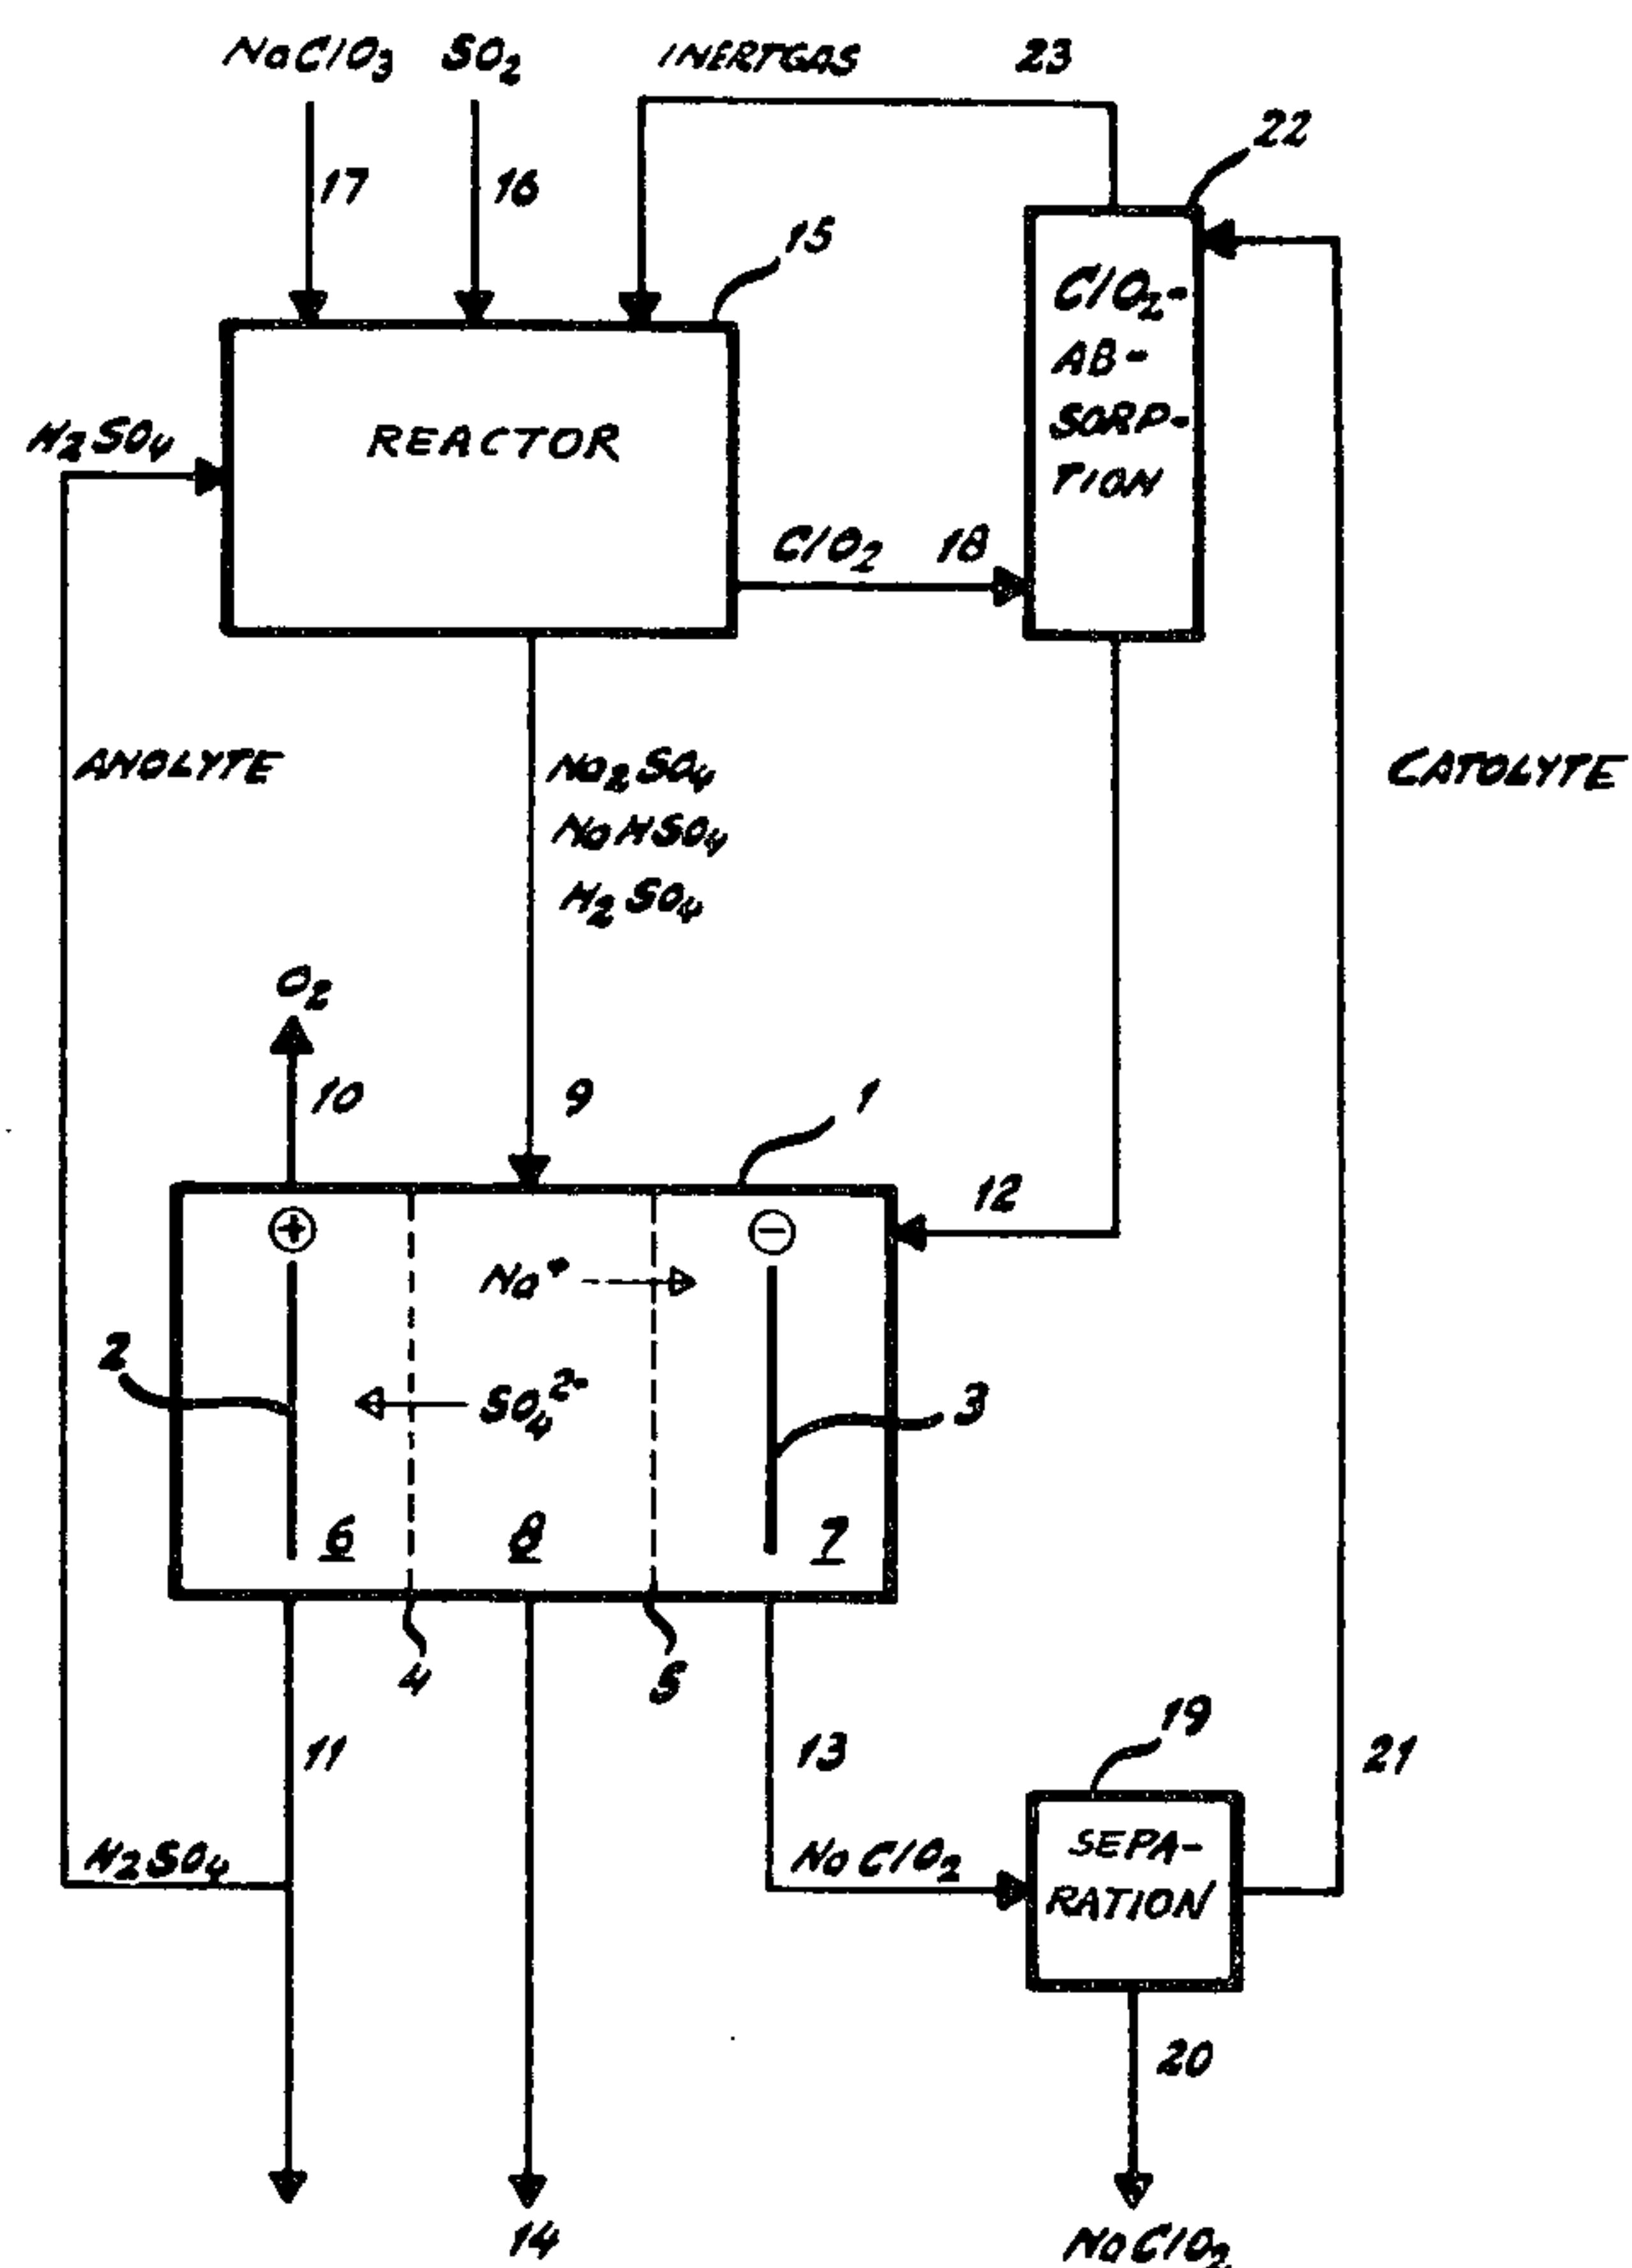 NaClO₃ SO₂ INERTGAS 23
22
17 16
15
ClO₂-
AB-
SORP-
TION
H₂SO₄
REACTOR
ClO₂ 18
ANOLYTE
Na₂SO₄
NaHSO₄
H₂SO₄
CATOLYTE
O₂
10
9
1
12
+
−
Na⁺
2
SO₄²⁻
3
6 8 7
4 5
19
11 13 21
H₂SO₄
NaClO₂
SEPA-
RATION
20
14
NaClO₂